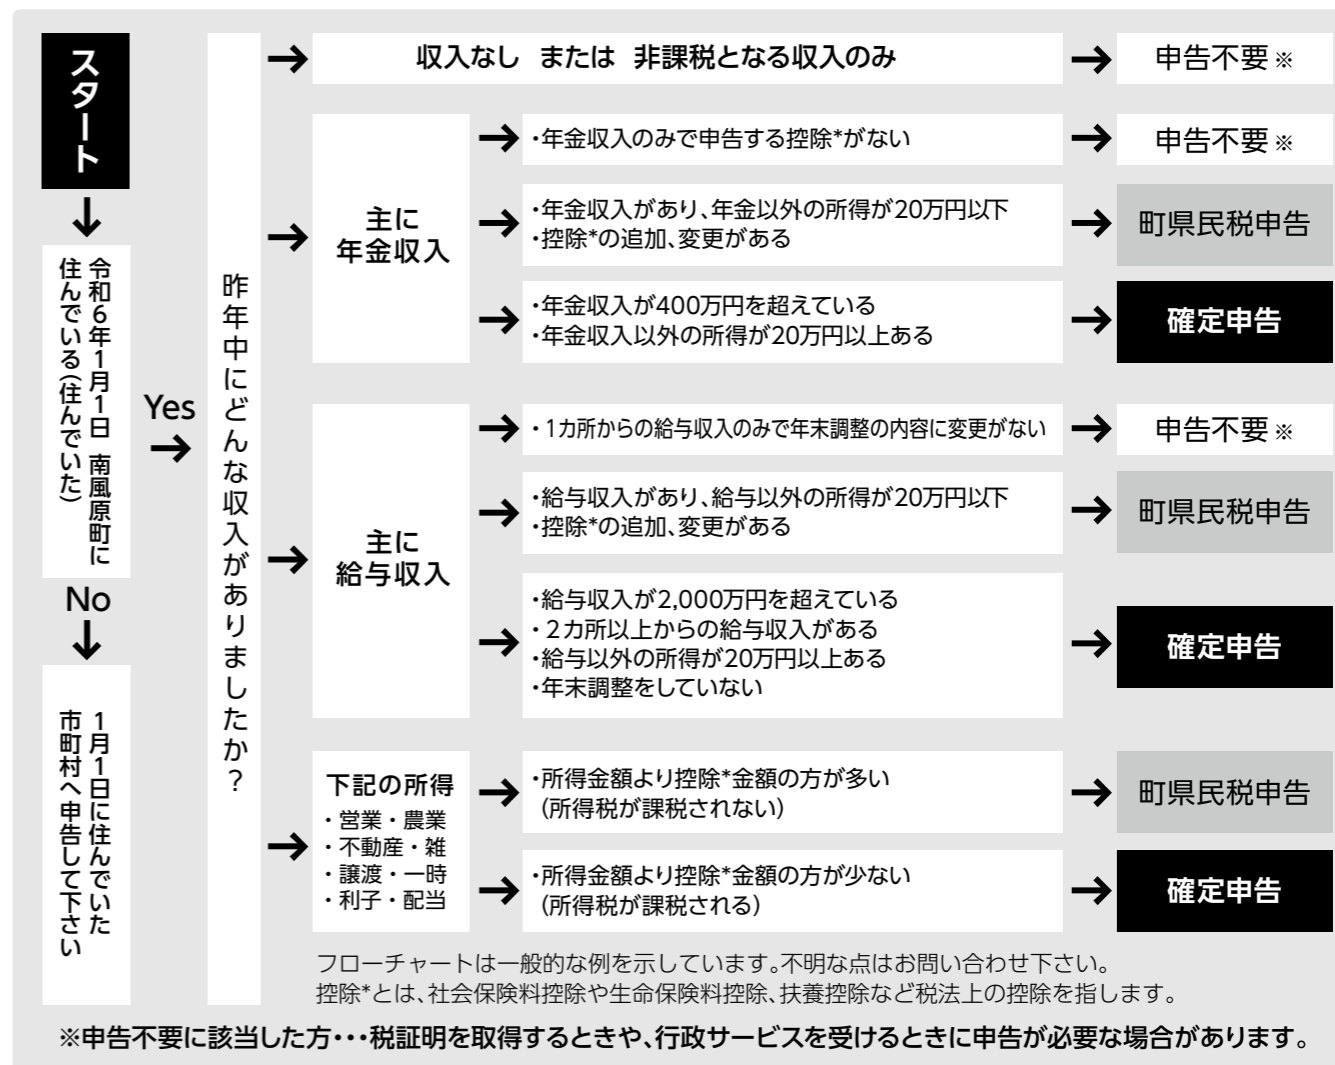 スタート
令和6年1月1日 南風原町に
住んでいる(住んでいた)
Yes
No
1月1日に住んでいた
市町村へ申告して下さい
昨年中にどんな収入がありましたか？
収入なし または 非課税となる収入のみ
申告不要※
主に
年金収入
・年金収入のみで申告する控除*がない
申告不要※
・年金収入があり、年金以外の所得が20万円以下
・控除*の追加、変更がある
町県民税申告
・年金収入が400万円を超えている
・年金収入以外の所得が20万円以上ある
確定申告
主に
給与収入
・1カ所からの給与収入のみで年末調整の内容に変更がない
申告不要※
・給与収入があり、給与以外の所得が20万円以下
・控除*の追加、変更がある
町県民税申告
・給与収入が2,000万円を超えている
・２カ所以上からの給与収入がある
・給与以外の所得が20万円以上ある
・年末調整をしていない
確定申告
下記の所得
・営業・農業
・不動産・雑
・譲渡・一時
・利子・配当
・所得金額より控除*金額の方が多い
(所得税が課税されない)
町県民税申告
・所得金額より控除*金額の方が少ない
(所得税が課税される)
確定申告
フローチャートは一般的な例を示しています。不明な点はお問い合わせ下さい。
控除*とは、社会保険料控除や生命保険料控除、扶養控除など税法上の控除を指します。
※申告不要に該当した方・・・税証明を取得するときや、行政サービスを受けるときに申告が必要な場合があります。